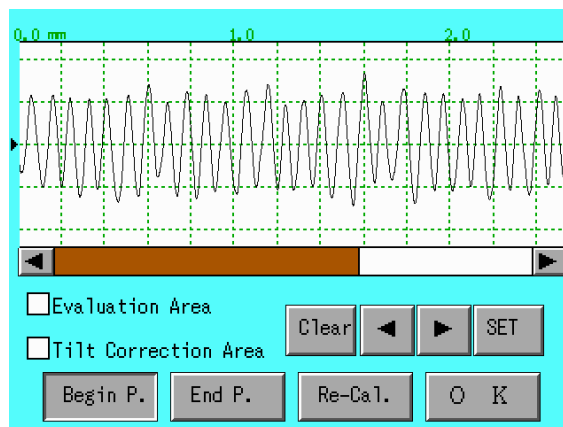 0.0 mm 1.0 2.0
Evaluation Area
Clear SET
Tilt Correction Area
Begin P. End P. Re-Cal. O K